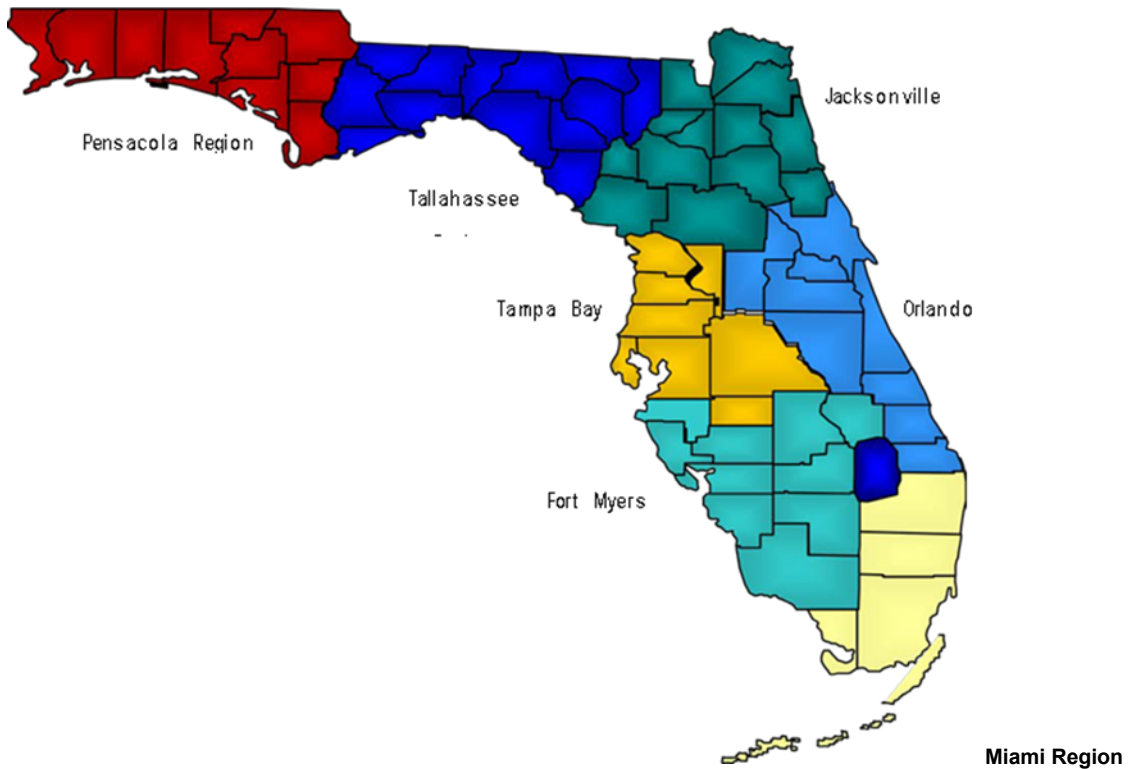 Jacksonville
Pensacola Region
Tallahassee
Tampa Bay
Orlando
Fort Myers
Miami Region